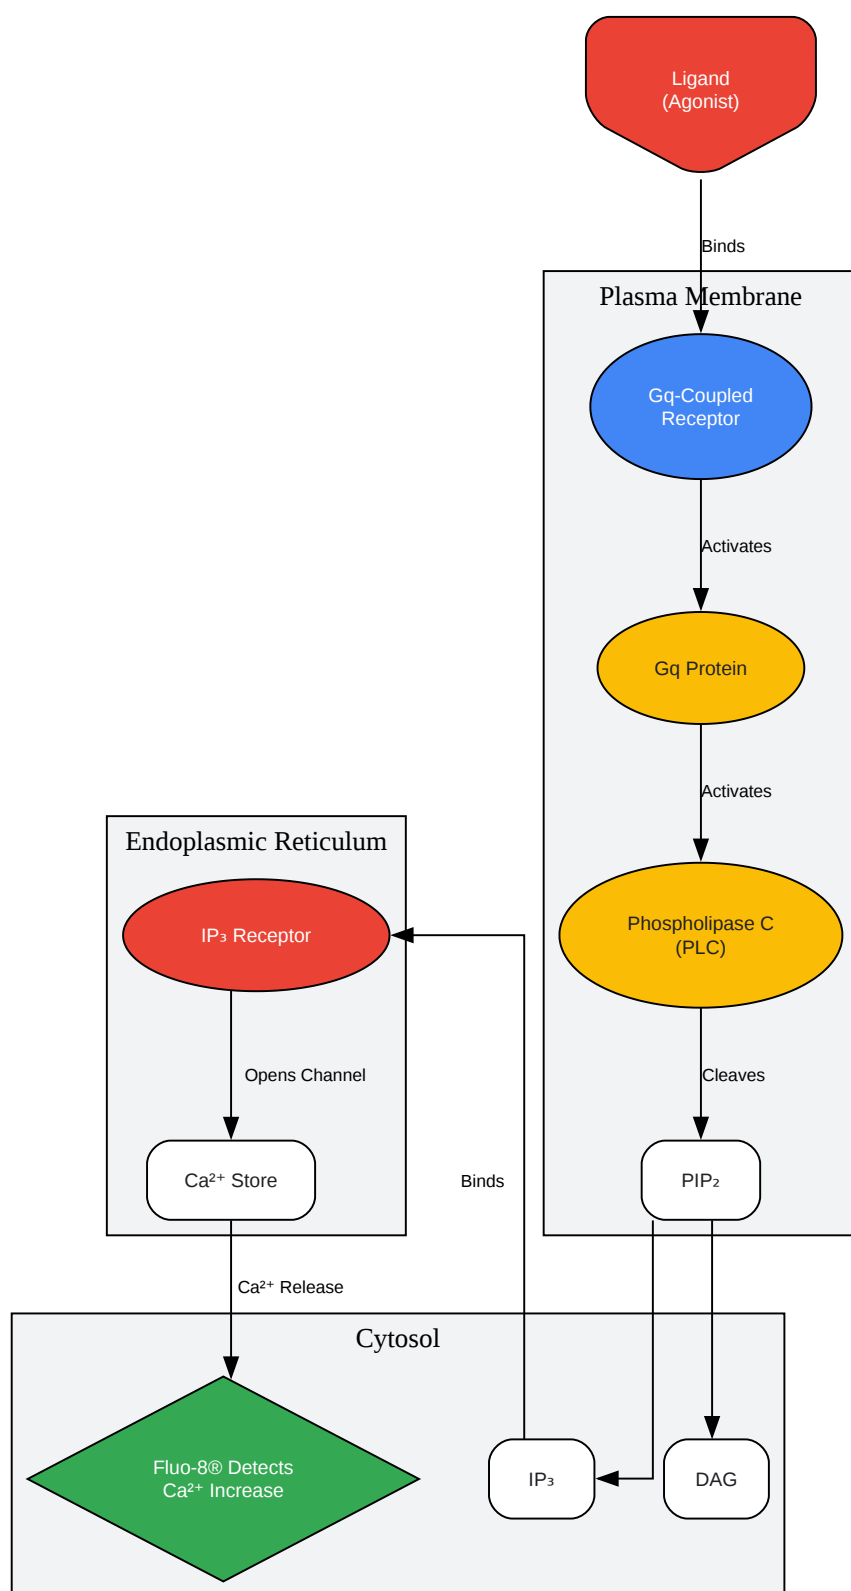 Ligand
(Agonist)
Binds
Plasma Membrane
Gq-Coupled
Receptor
Activates
Gq Protein
Activates
Endoplasmic Reticulum
IP₃ Receptor
Phospholipase C
(PLC)
Opens Channel
Cleaves
Ca²⁺ Store
Binds
PIP₂
Ca²⁺ Release
Cytosol
Fluo-8® Detects
Ca²⁺ Increase
IP₃
DAG